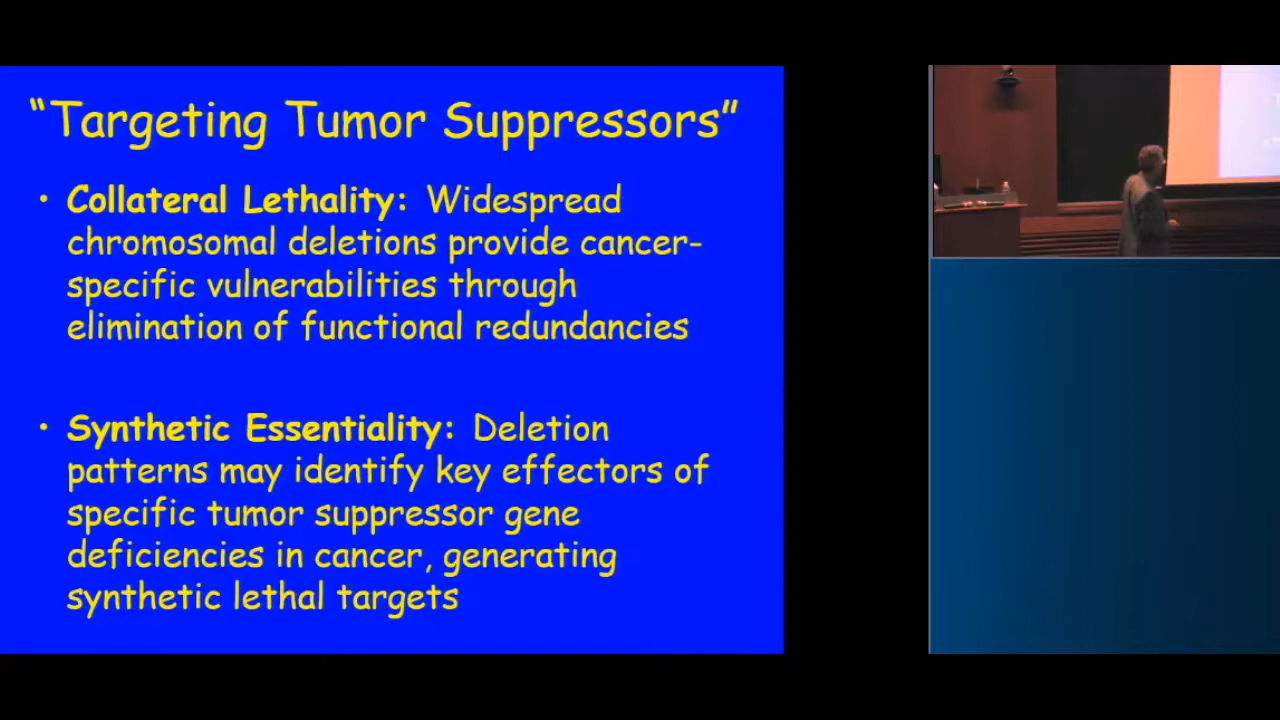 “Targeting Tumor Suppressors”
• Collateral Lethality: Widespread
chromosomal deletions provide cancer-
specific vulnerabilities through
elimination of functional redundancies
• Synthetic Essentiality: Deletion
patterns may identify key effectors of
specific tumor suppressor gene
deficiencies in cancer, generating
synthetic lethal targets